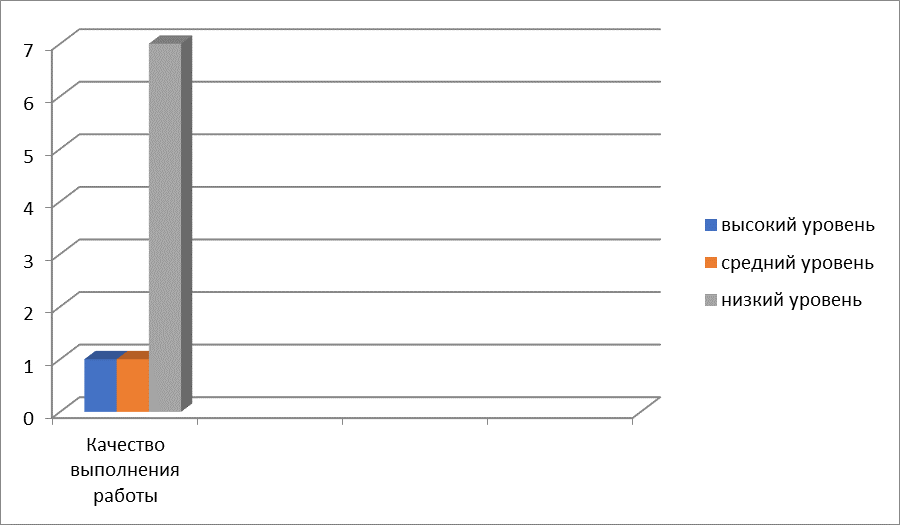 7
6
5
4
3
2
1
0
Качество
выполнения
работы
высокий уровень
средний уровень
низкий уровень